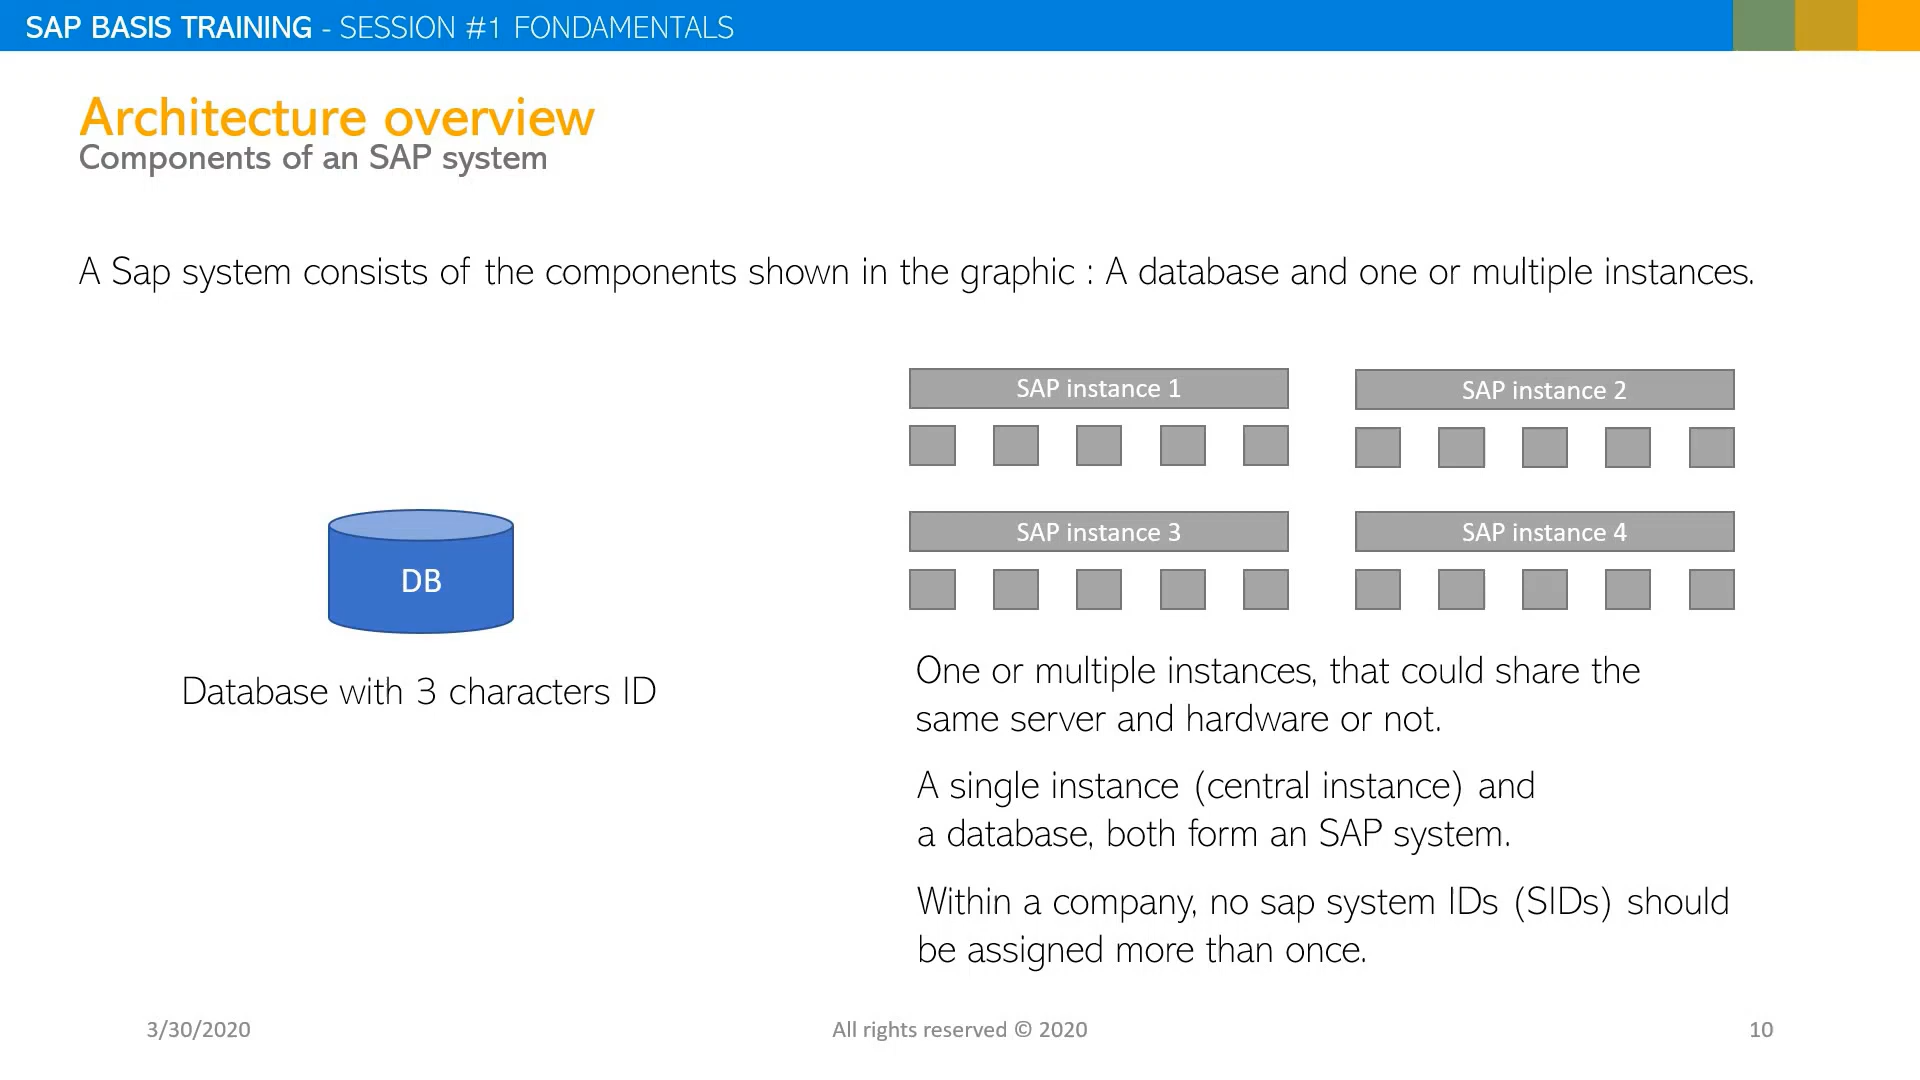 SAP BASIS TRAINING - SESSION #1 FONDAMENTALS
Architecture overview
Components of an SAP system
A Sap system consists of the components shown in the graphic : A database and one or multiple instances.
SAP instance 1
SAP instance 2
SAP instance 3
SAP instance 4
DB
Database with 3 characters ID
One or multiple instances, that could share the
same server and hardware or not.
A single instance (central instance) and
a database, both form an SAP system.
Within a company, no sap system IDs (SIDs) should
be assigned more than once.
3/30/2020
All rights reserved © 2020
10